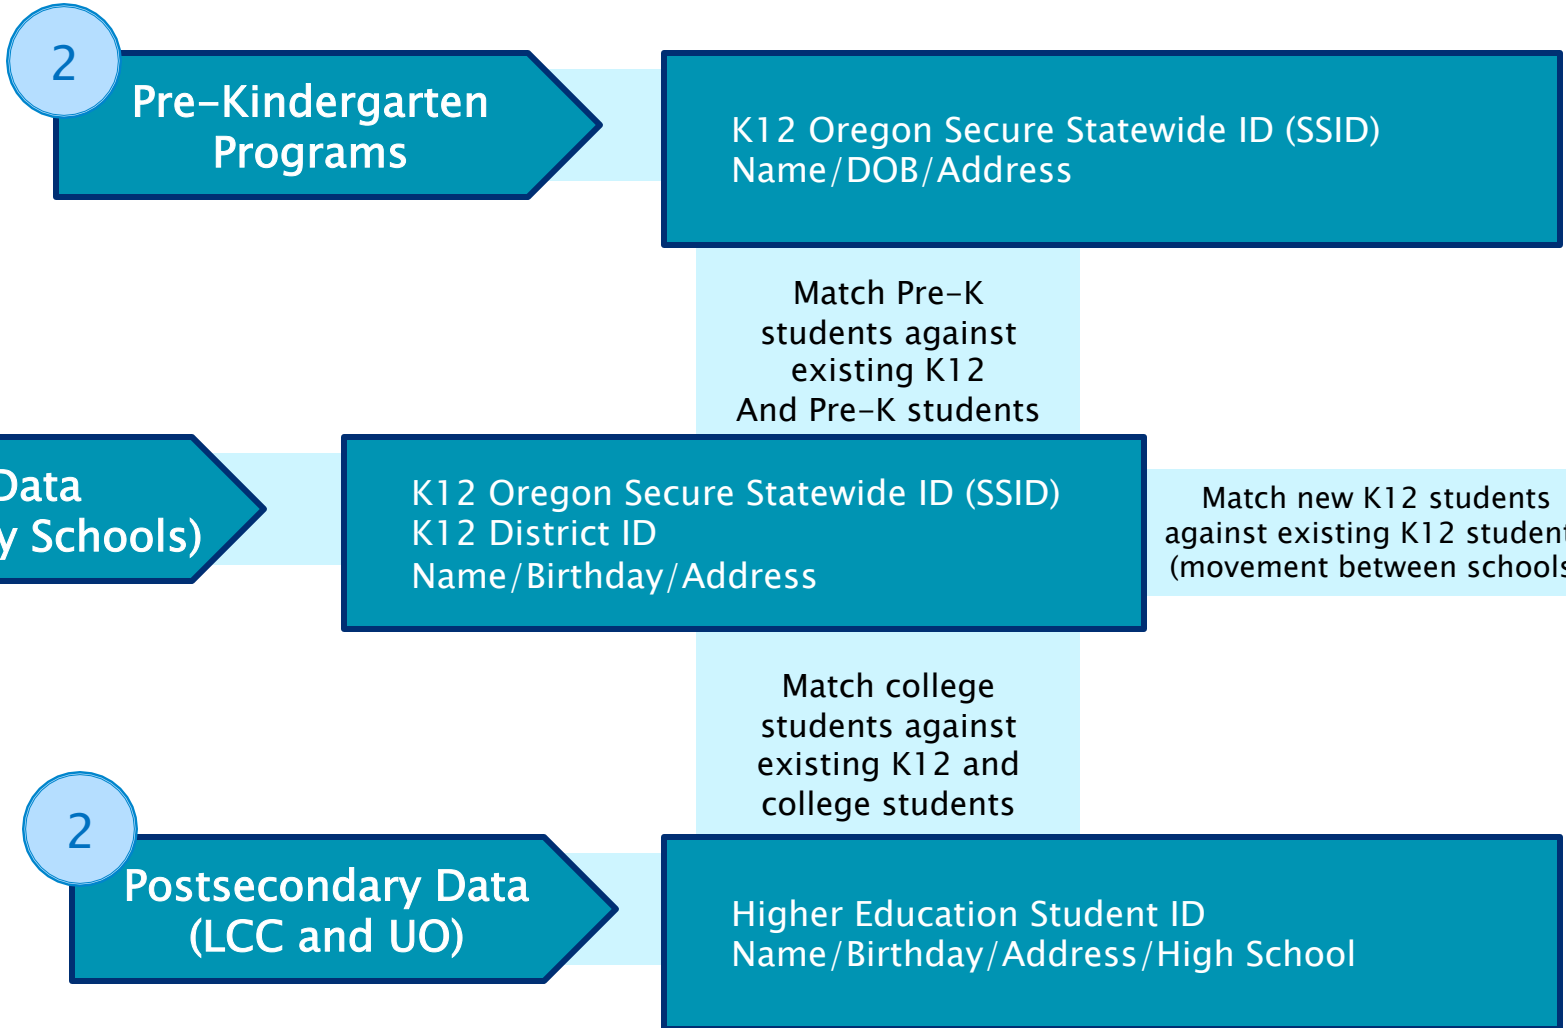 2
Pre-Kindergarten
Programs
K12 Oregon Secure Statewide ID (SSID)
Name/DOB/Address
Match Pre-K
students against
existing K12
And Pre-K students
Data
Schools)
K12 Oregon Secure Statewide ID (SSID)
K12 District ID
Name/Birthday/Address
Match new K12 students
against existing K12
(movement between schools
Match college
students against
existing K12 and
college students
2
Postsecondary Data
(LCC and UO)
Higher Education Student ID
Name/Birthday/Address/High School